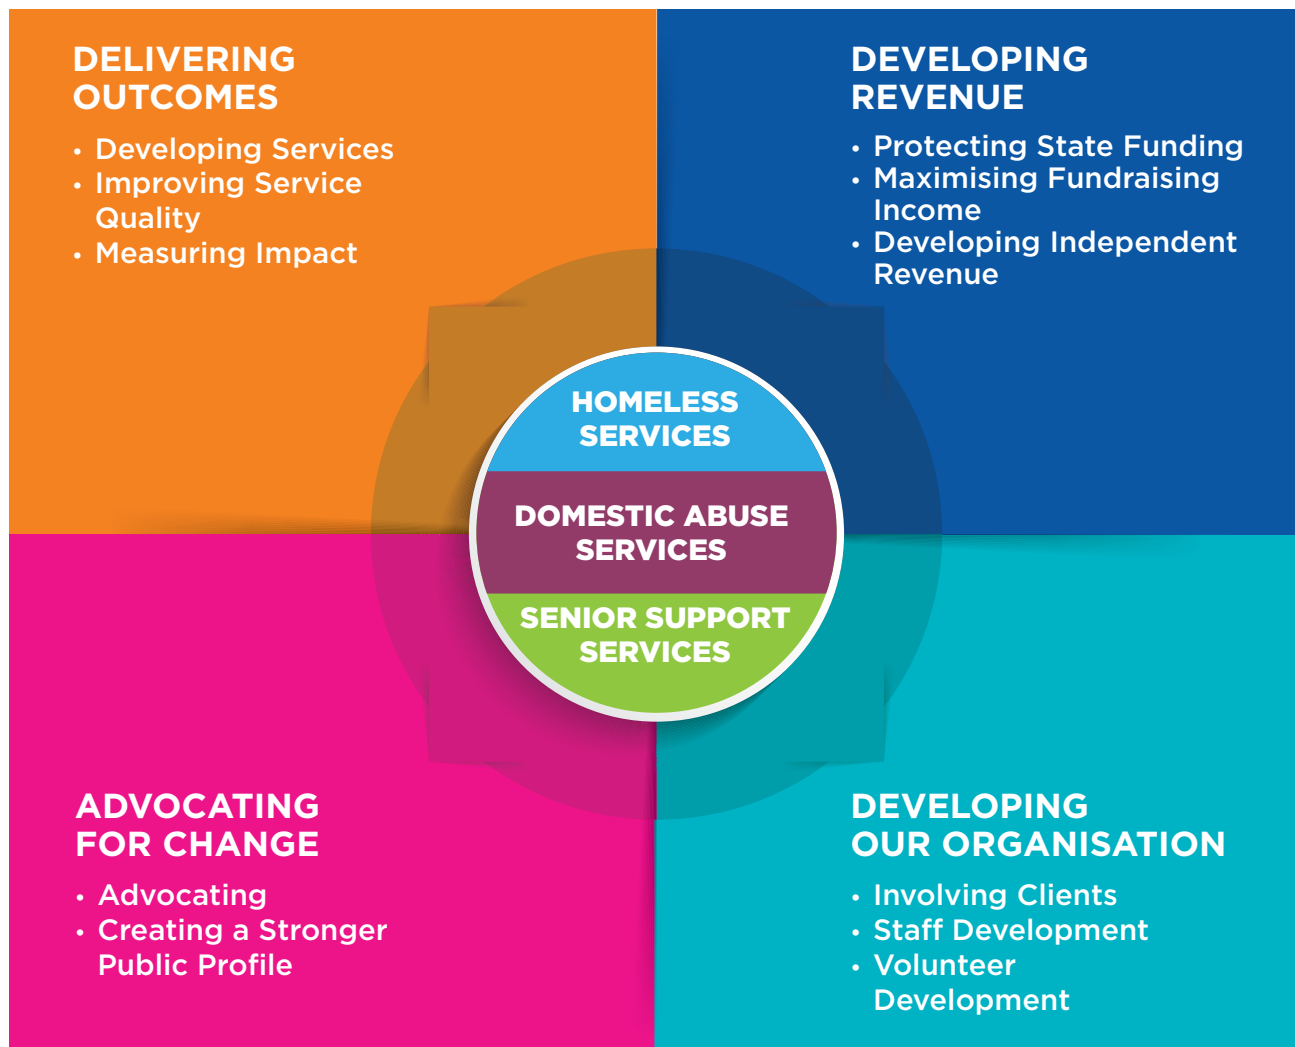 DELIVERING
OUTCOMES
• Developing Services
• Improving Service
Quality
• Measuring Impact
DEVELOPING
REVENUE
• Protecting State Funding
• Maximising Fundraising
Income
• Developing Independent
Revenue
HOMELESS
SERVICES
DOMESTIC ABUSE
SERVICES
SENIOR SUPPORT
SERVICES
ADVOCATING
FOR CHANGE
• Advocating
• Creating a Stronger
Public Profile
DEVELOPING
OUR ORGANISATION
• Involving Clients
• Staff Development
• Volunteer
Development